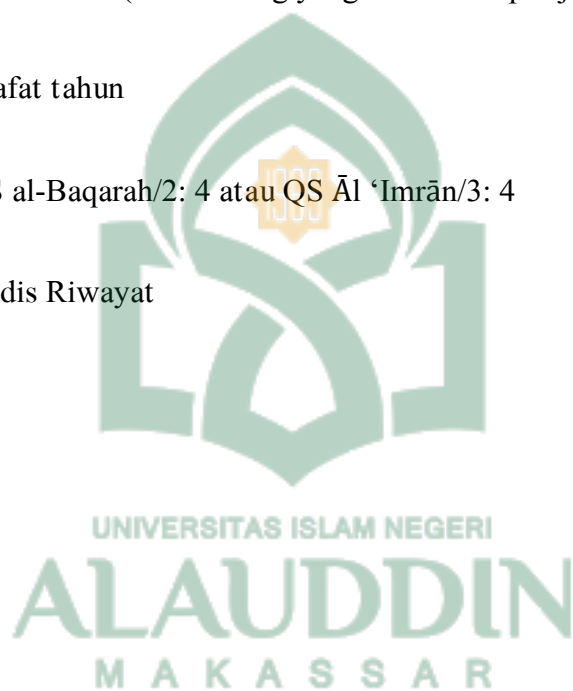 afat tahun
al-Baqarah/2: 4 atau QS Āl ‘Imrān/3: 4
dis Riwayat
UNIVERSITAS ISLAM NEGERI
ALAUDDIN
MAKASSAR